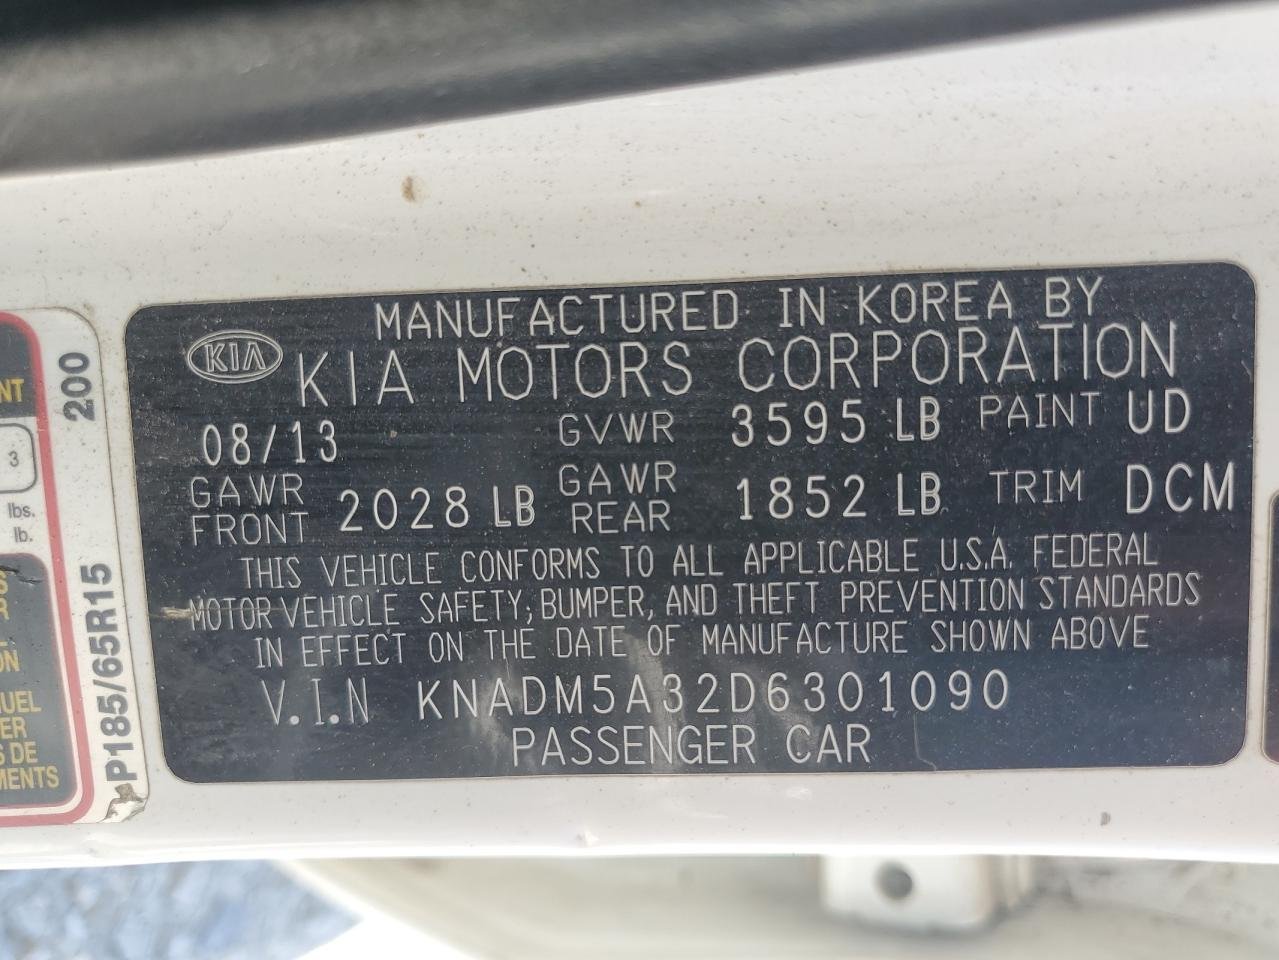 MANUFACTURED IN KOREA BY
KIA
KIA MOTORS CORPORATION
08/13 GVWR 3595 LB PAINT UD
GAWR FRONT 2028 LB GAWR REAR 1852 LB TRIM DCM
THIS VEHICLE CONFORMS TO ALL APPLICABLE U.S.A. FEDERAL
MOTOR VEHICLE SAFETY, BUMPER, AND THEFT PREVENTION STANDARDS
IN EFFECT ON THE DATE OF MANUFACTURE SHOWN ABOVE
V.I.N KNADM5A32D6301090
PASSENGER CAR
P185/65R15 200
3
lbs.
lb.